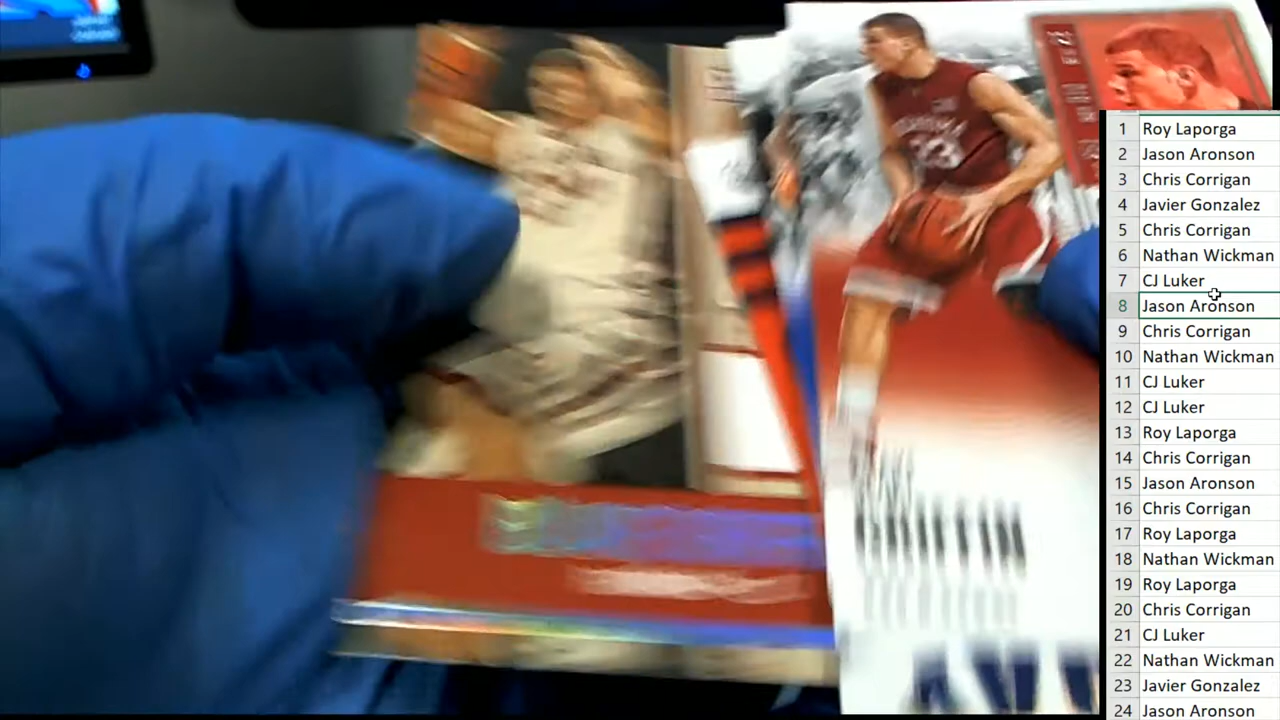 23
1 Roy Laporga
2 Jason Aronson
3 Chris Corrigan
4 Javier Gonzalez
5 Chris Corrigan
6 Nathan Wickman
7 CJ Luker
8 Jason Aronson
9 Chris Corrigan
10 Nathan Wickman
11 CJ Luker
12 CJ Luker
13 Roy Laporga
14 Chris Corrigan
15 Jason Aronson
16 Chris Corrigan
17 Roy Laporga
18 Nathan Wickman
19 Roy Laporga
20 Chris Corrigan
21 CJ Luker
22 Nathan Wickman
23 Javier Gonzalez
24 Jason Aronson